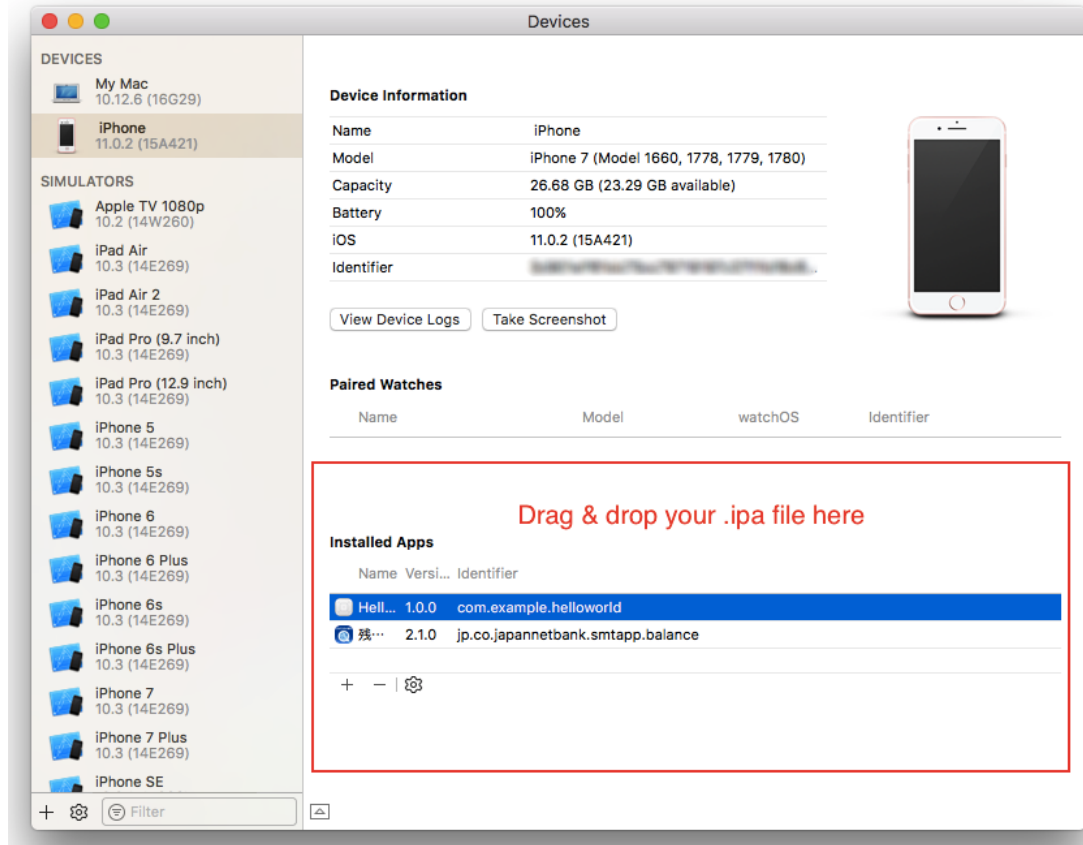 Devices
DEVICES
My Mac
10.12.6 (16G29)
iPhone
11.0.2 (15A421)
SIMULATORS
Apple TV 1080p
10.2 (14W260)
iPad Air
10.3 (14E269)
iPad Air 2
10.3 (14E269)
iPad Pro (9.7 inch)
10.3 (14E269)
iPad Pro (12.9 inch)
10.3 (14E269)
iPhone 5
10.3 (14E269)
iPhone 5s
10.3 (14E269)
iPhone 6
10.3 (14E269)
iPhone 6 Plus
10.3 (14E269)
iPhone 6s
10.3 (14E269)
iPhone 6s Plus
10.3 (14E269)
iPhone 7
10.3 (14E269)
iPhone 7 Plus
10.3 (14E269)
iPhone SE
Filter
Device Information
Name iPhone
Model iPhone 7 (Model 1660, 1778, 1779, 1780)
Capacity 26.68 GB (23.29 GB available)
Battery 100%
iOS 11.0.2 (15A421)
Identifier
View Device Logs Take Screenshot
Paired Watches
Name Model watchOS Identifier
Drag & drop your .ipa file here
Installed Apps
Name Versi... Identifier
Hell... 1.0.0 com.example.helloworld
残… 2.1.0 jp.co.japannetbank.smtapp.balance